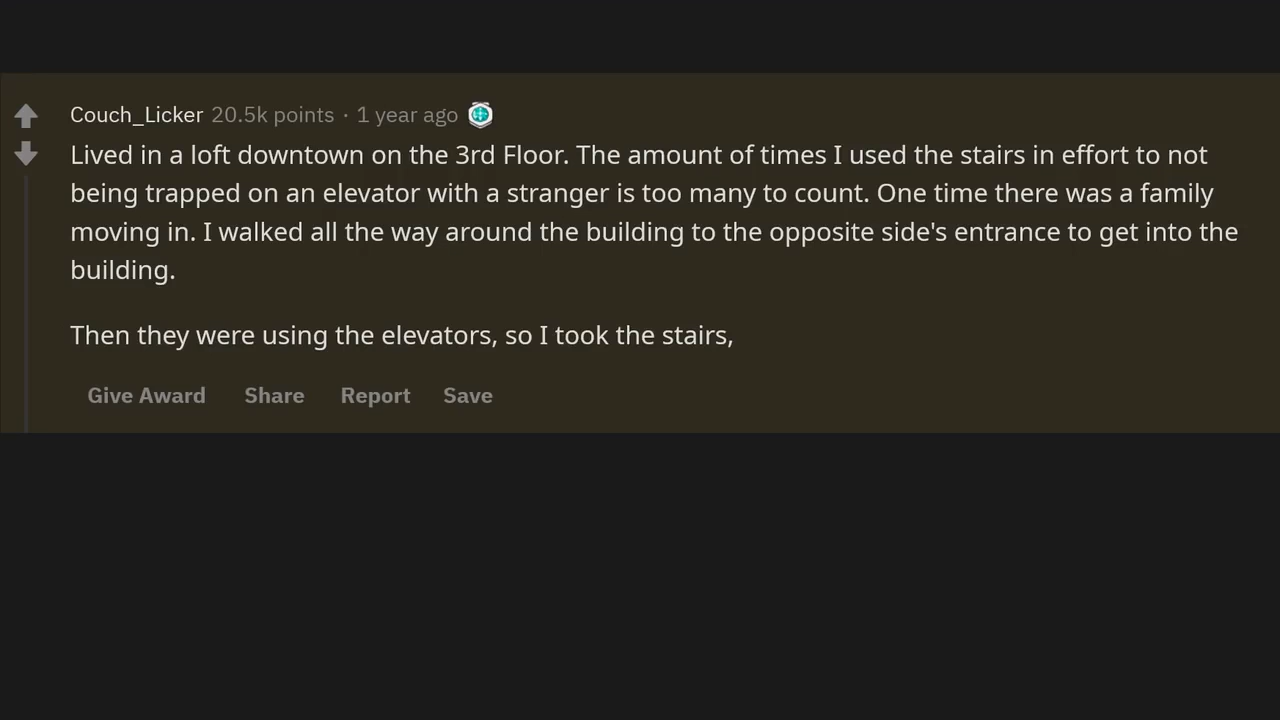 Couch_Licker 20.5k points · 1 year ago
Lived in a loft downtown on the 3rd Floor. The amount of times I used the stairs in effort to not
being trapped on an elevator with a stranger is too many to count. One time there was a family
moving in. I walked all the way around the building to the opposite side's entrance to get into the
building.
Then they were using the elevators, so I took the stairs,
Give Award Share Report Save